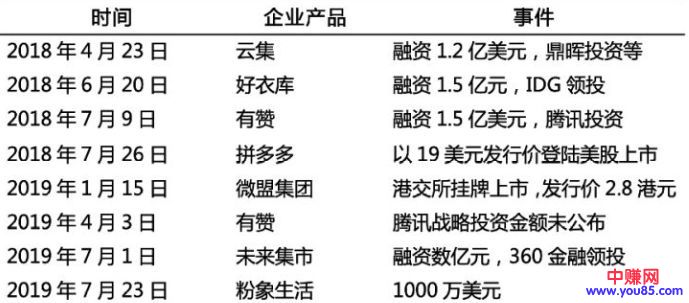 时间 企业产品 事件
2018 年 4 月 23 日 云集 融资 1.2 亿美元，鼎晖投资等
2018 年 6 月 20 日 好衣库 融资 1.5 亿元，IDG 领投
2018 年 7 月 9 日 有赞 融资 1.5 亿美元，腾讯投资
2018 年 7 月 26 日 拼多多 以 19 美元发行价登陆美股上市
2019 年 1 月 15 日 微盟集团 港交所挂牌上市，发行价 2.8 港元
2019 年 4 月 3 日 有赞 腾讯战略投资金额未公布
2019 年 7 月 1 日 未来集市 融资数亿元，360 金融领投
2019 年 7 月 23 日 粉象生活 1000 万美元
中赚网
www.you85.com